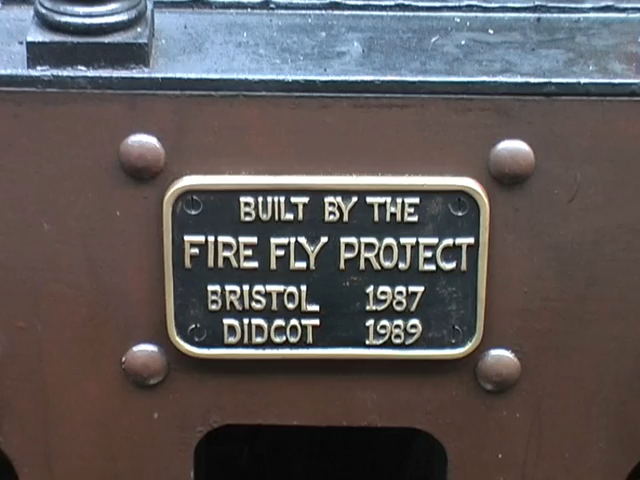 BUILT BY THE
FIRE FLY PROJECT
BRISTOL 1987
DIDCOT 1989